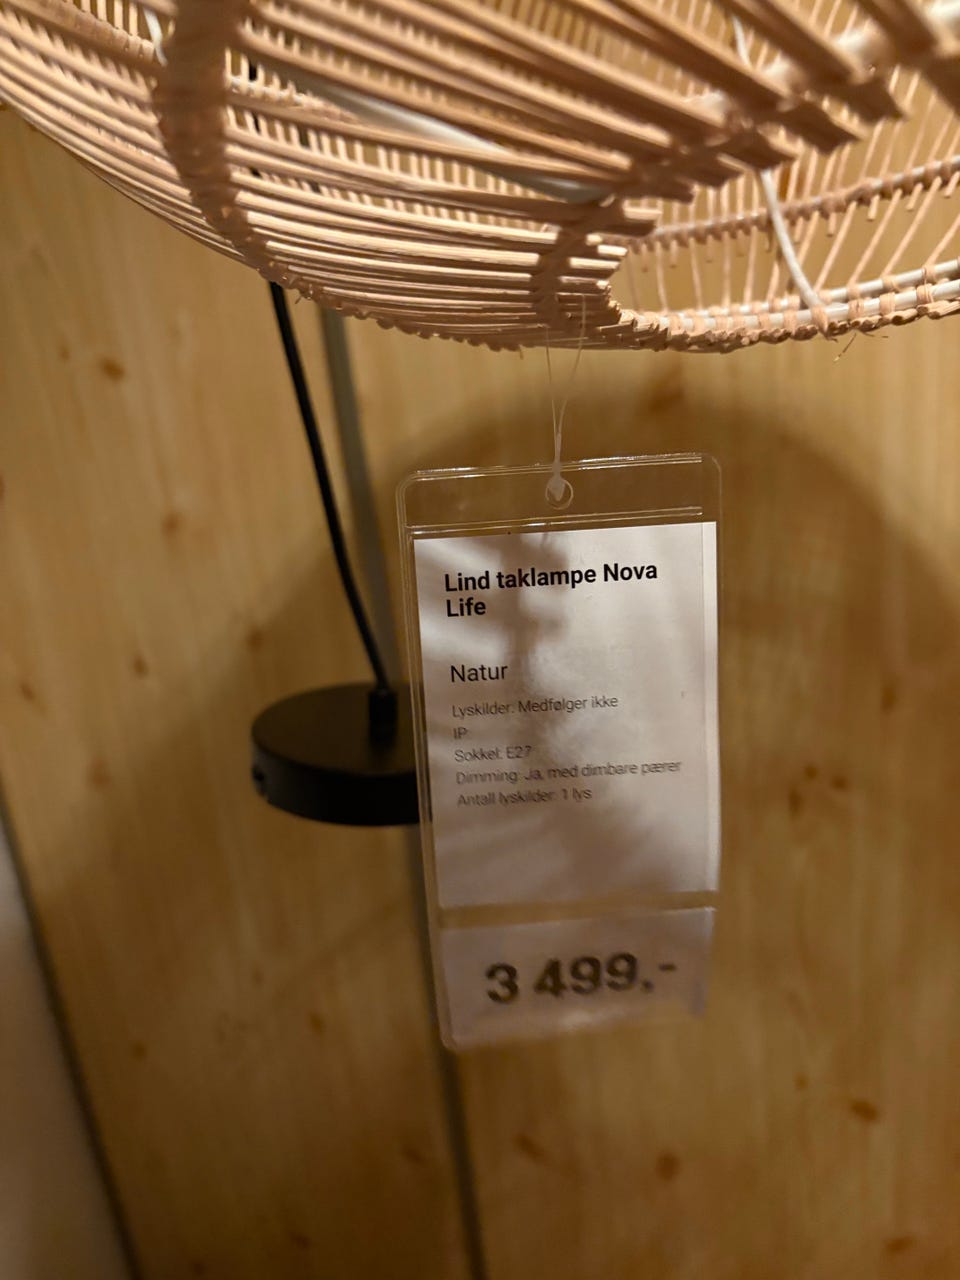 Lind taklampe Nova
Life
Natur
Lyskilder: Medfølger ikke
IP
Sokkel: E27
Dimming: Ja, med dimbare pærer
Antall lyskilder: 1 lys
3 499.-